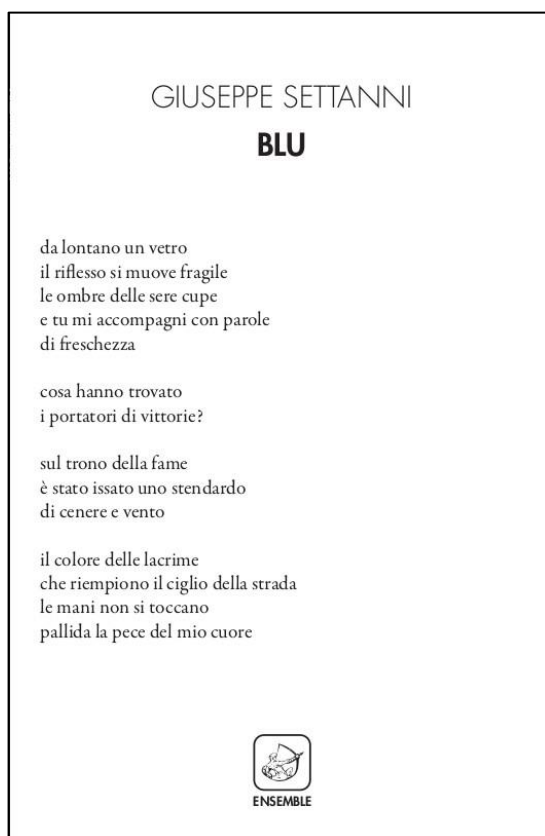 GIUSEPPE SETTANNI
BLU
da lontano un vetro
il riflesso si muove fragile
le ombre delle sere cupe
e tu mi accompagni con parole
di freschezza
cosa hanno trovato
i portatori di vittorie?
sul trono della fame
è stato issato uno stendardo
di cenere e vento
il colore delle lacrime
che riempiono il ciglio della strada
le mani non si toccano
pallida la pece del mio cuore
ENSEMBLE